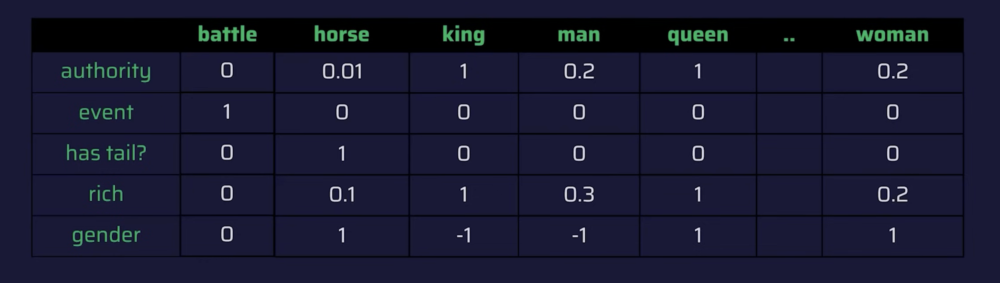 battle horse king man queen .. woman
authority 0 0.01 1 0.2 1 0.2
event 1 0 0 0 0 0
has tail? 0 1 0 0 0 0
rich 0 0.1 1 0.3 1 0.2
gender 0 1 -1 -1 1 1